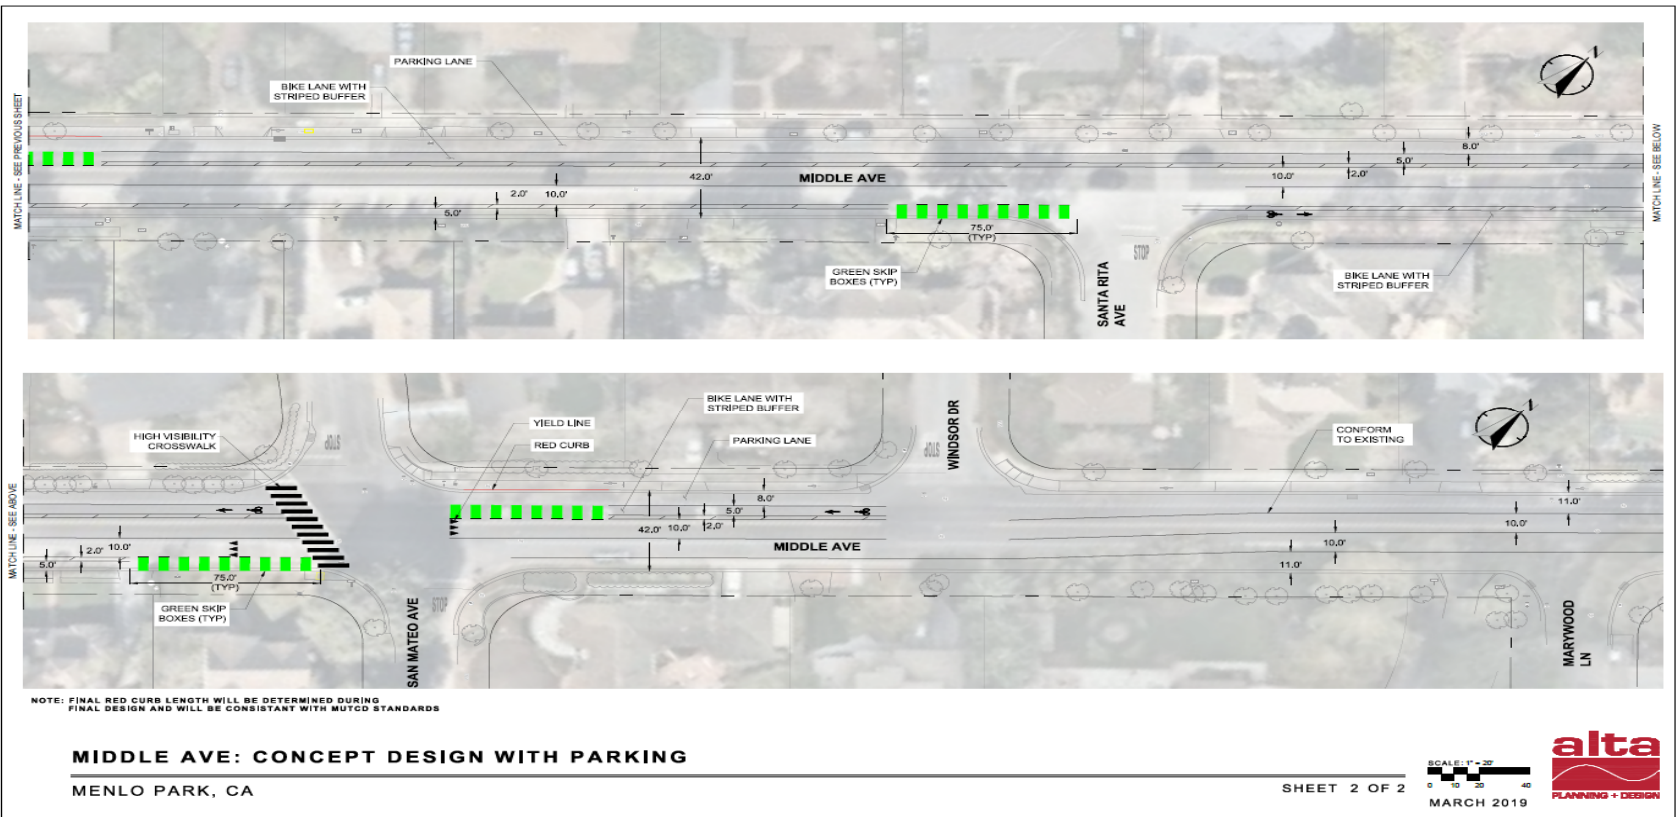 PARKING LANE
BIKE LANE WITH
STRIPED BUFFER
MATCH LINE - SEE PREVIOUS SHEET
MATCH LINE - SEE BELOW
8.0'
5.0'
2.0'
10.0'
42.0'
MIDDLE AVE
2.0'
10.0'
5.0'
75.0'
(TYP)
GREEN SKIP
BOXES (TYP)
STOP
SANTA RITA
AVE
BIKE LANE WITH
STRIPED BUFFER
HIGH VISIBILITY
CROSSWALK
STOP
YIELD LINE
RED CURB
BIKE LANE WITH
STRIPED BUFFER
PARKING LANE
STOP
WINDSOR DR
CONFORM
TO EXISTING
MATCH LINE - SEE ABOVE
8.0'
5.0'
2.0'
10.0'
42.0'
MIDDLE AVE
11.0'
10.0'
10.0'
11.0'
2.0'
10.0'
5.0'
75.0'
(TYP)
GREEN SKIP
BOXES (TYP)
SAN MATEO AVE
STOP
MARYWOOD
LN
NOTE: FINAL RED CURB LENGTH WILL BE DETERMINED DURING
FINAL DESIGN AND WILL BE CONSISTANT WITH MUTCD STANDARDS
MIDDLE AVE: CONCEPT DESIGN WITH PARKING
MENLO PARK, CA
SHEET 2 OF 2
SCALE: 1" = 20'
0 10 20 40
MARCH 2019
alta
PLANNING + DESIGN